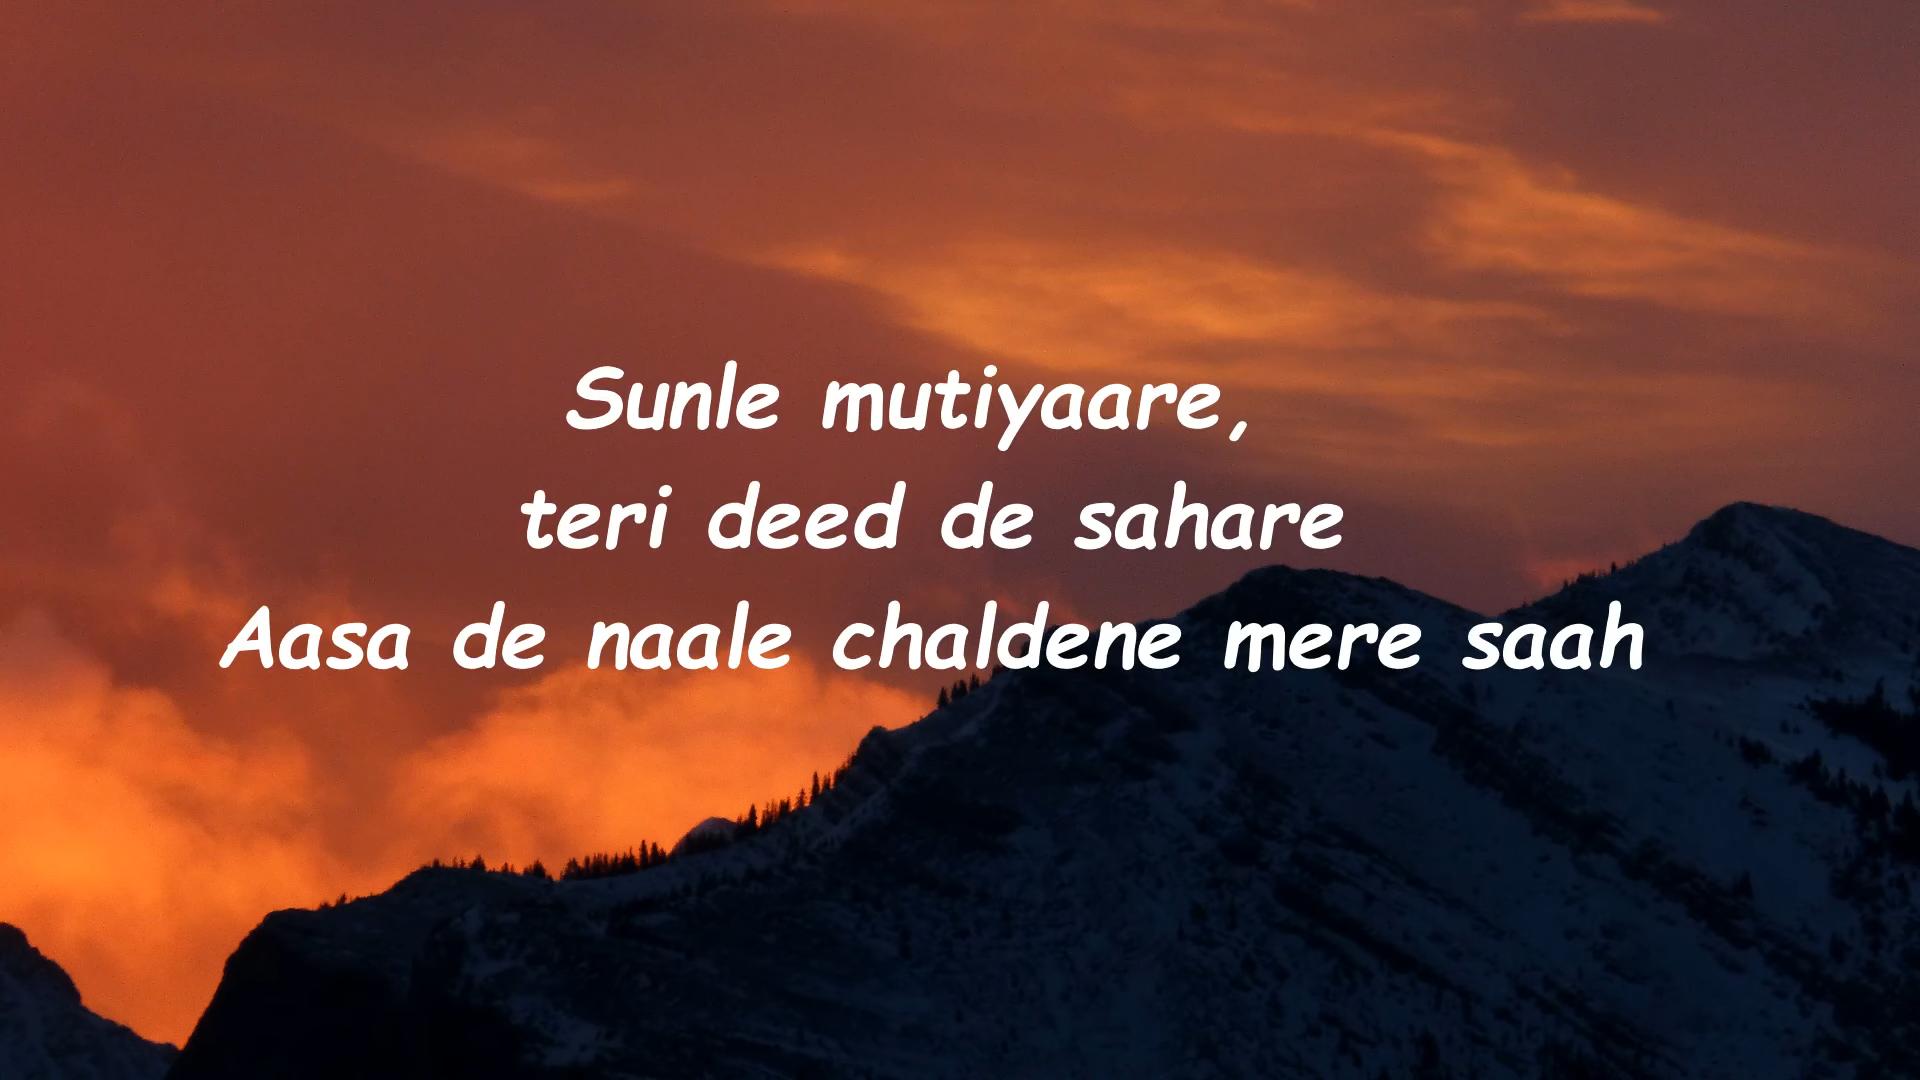 Sunle mutiyaare,
teri deed de sahare
Aasa de naale chaldene mere saah